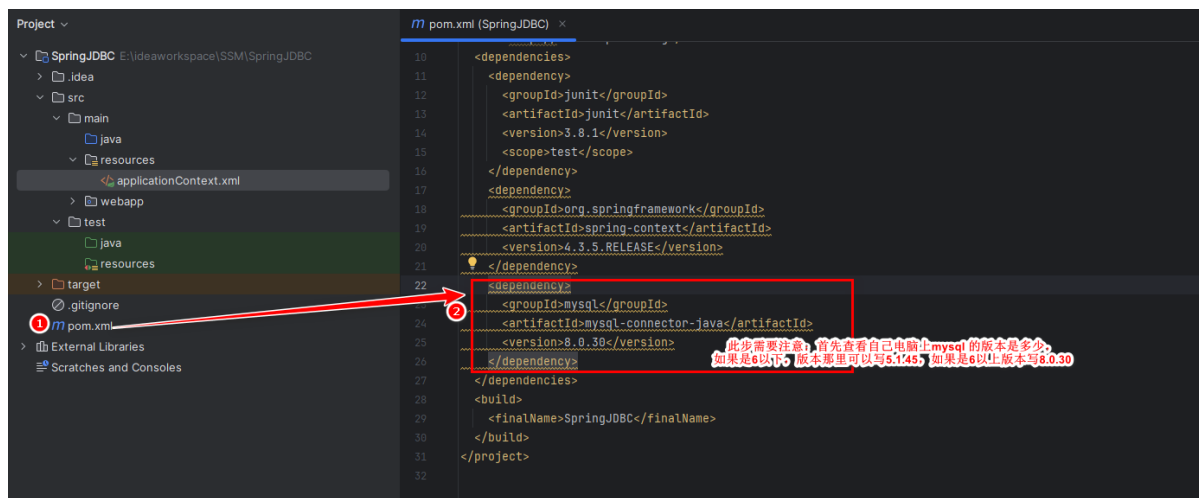 Project
SpringJDBC E:\ideaworkspace\SSM\SpringJDBC
.idea
src
main
java
resources
applicationContext.xml
webapp
test
java
resources
target
.gitignore
1 pom.xml
External Libraries
Scratches and Consoles
pom.xml (SpringJDBC)
10 <dependencies>
11 <dependency>
12 <groupId>junit</groupId>
13 <artifactId>junit</artifactId>
14 <version>3.8.1</version>
15 <scope>test</scope>
16 </dependency>
17 <dependency>
18 <groupId>org.springframework</groupId>
19 <artifactId>spring-context</artifactId>
20 <version>4.3.5.RELEASE</version>
21 </dependency>
22 <dependency>
2 <groupId>mysql</groupId>
24 <artifactId>mysql-connector-java</artifactId>
25 <version>8.0.30</version>
26 </dependency>
此步需要注意：首先查看自己电脑上mysql 的版本是多少，
如果是6以下，版本那里可以写5.1.45，如果是6以上版本写8.0.30
27 </dependencies>
28 <build>
29 <finalName>SpringJDBC</finalName>
30 </build>
31 </project>
32